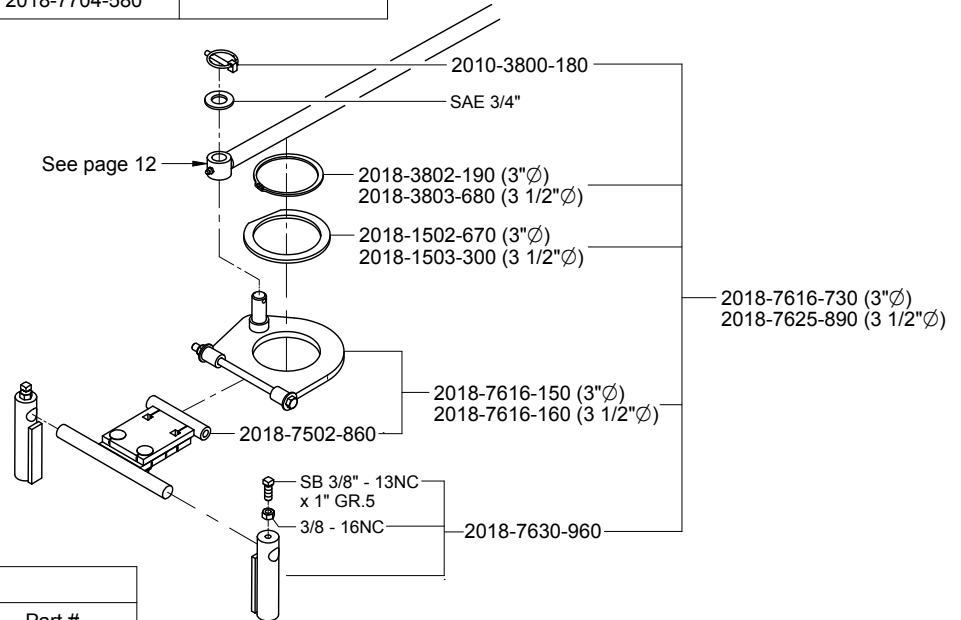 2018-7704-580
2010-3800-180
SAE 3/4"
See page 12
2018-3802-190 (3"Ø)
2018-3803-680 (3 1/2"Ø)
2018-1502-670 (3"Ø)
2018-1503-300 (3 1/2"Ø)
2018-7616-730 (3"Ø)
2018-7625-890 (3 1/2"Ø)
2018-7616-150 (3"Ø)
2018-7616-160 (3 1/2"Ø)
2018-7502-860
SB 3/8" - 13NC
x 1" GR.5
3/8 - 16NC
2018-7630-960
Part #